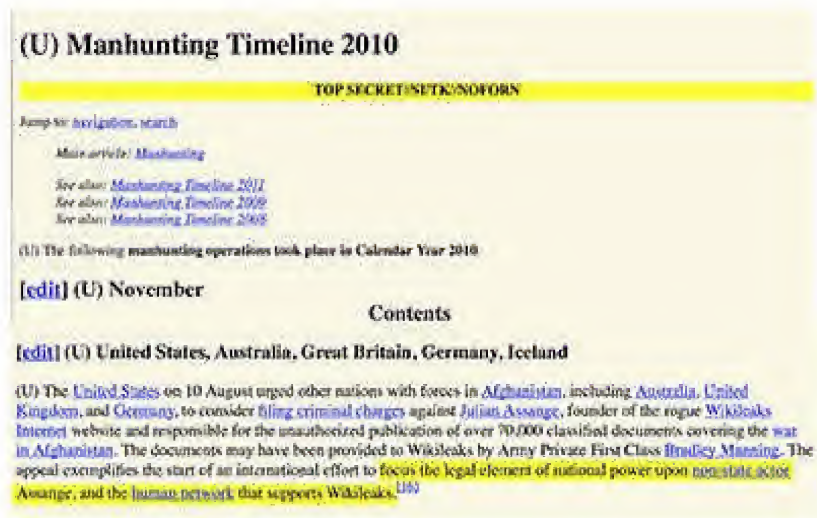 (U) Manhunting Timeline 2010
TOP SECRET//SI/TK//NOFORN
Jump to: navigation, search
Main article: Manhunting
See also: Manhunting Timeline 2011
See also: Manhunting Timeline 2009
See also: Manhunting Timeline 2008
(U) The following manhunting operations took place in Calendar Year 2010
[edit] (U) November
Contents
[edit] (U) United States, Australia, Great Britain, Germany, Iceland
(U) The United States on 10 August urged other nations with forces in Afghanistan, including Australia, United
Kingdom, and Germany, to consider filing criminal charges against Julian Assange, founder of the rogue Wikileaks
Internet website and responsible for the unauthorized publication of over 70,000 classified documents covering the war
in Afghanistan. The documents may have been provided to Wikileaks by Army Private First Class Bradley Manning. The
appeal exemplifies the start of an international effort to focus the legal element of national power upon non-state actor
Assange, and the human network that supports Wikileaks.